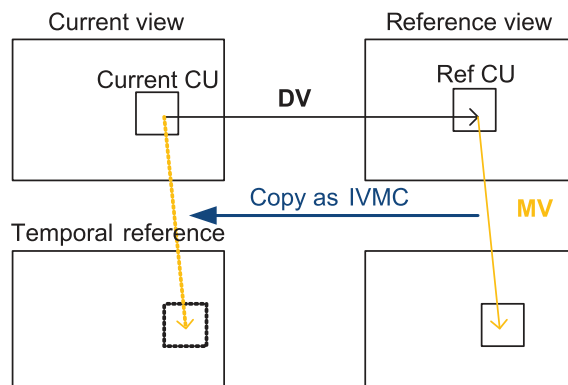 Current view
Reference view
Current CU
Ref CU
DV
Copy as IVMC
MV
Temporal reference